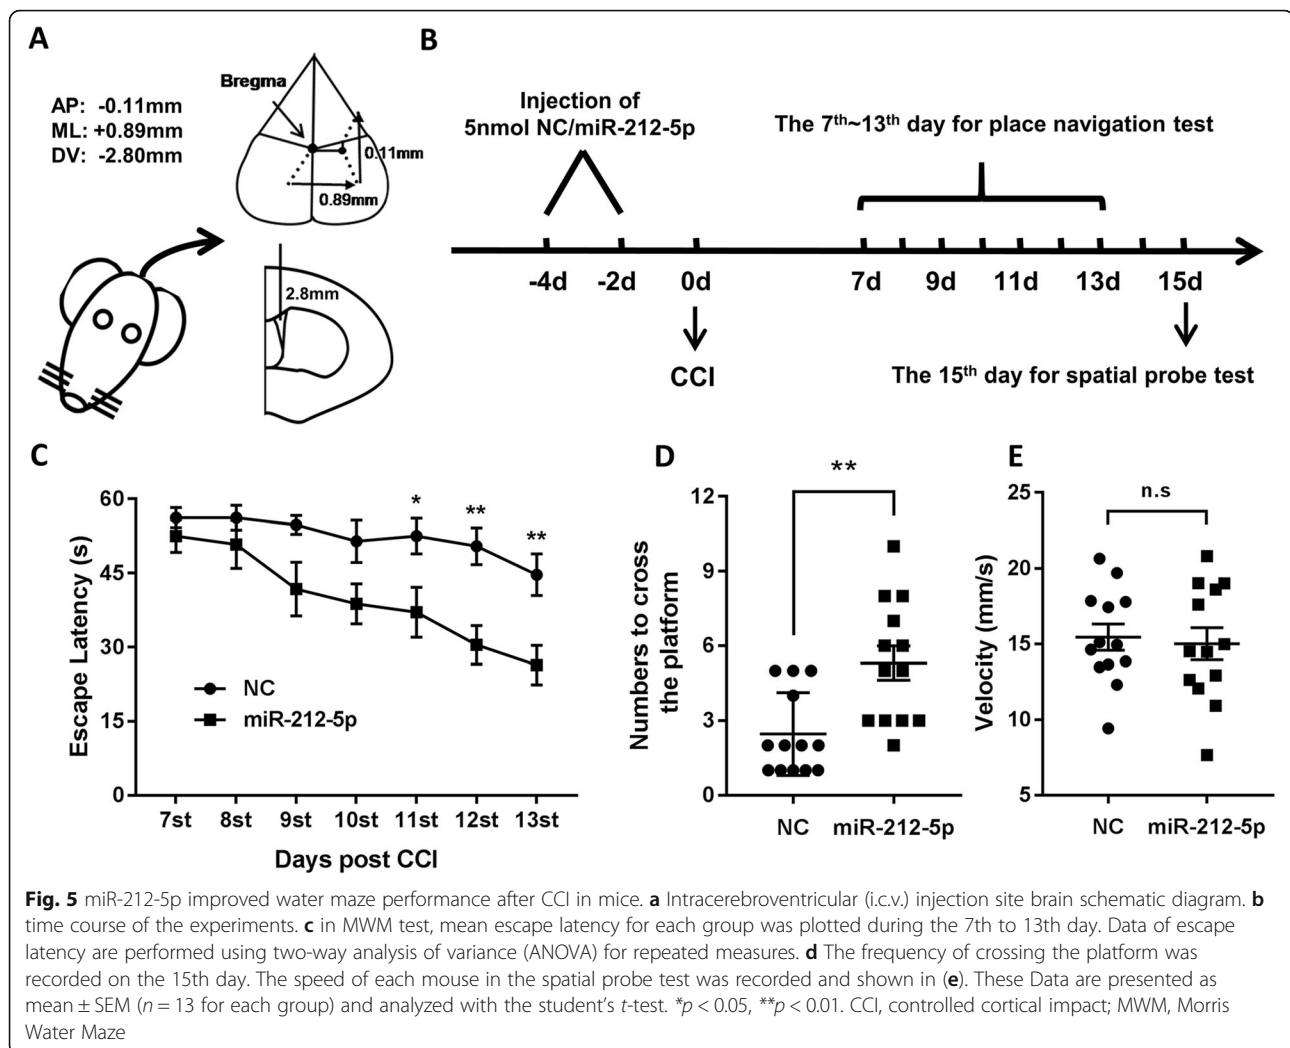 A
AP: -0.11mm
ML: +0.89mm
DV: -2.80mm
Bregma
0.11mm
0.89mm
2.8mm
B
Injection of
5nmol NC/miR-212-5p
The 7th~13th day for place navigation test
-4d -2d 0d 7d 9d 11d 13d 15d
CCI
The 15th day for spatial probe test
C
Escape Latency (s)
60
45
30
15
0
* ** **
NC
miR-212-5p
7st 8st 9st 10st 11st 12st 13st
Days post CCI
D
Numbers to cross
the platform
12
9
6
3
0
**
NC miR-212-5p
E
Velocity (mm/s)
25
20
15
10
5
n.s
NC miR-212-5p
Fig. 5 miR-212-5p improved water maze performance after CCI in mice. a Intracerebroventricular (i.c.v.) injection site brain schematic diagram. b
time course of the experiments. c in MWM test, mean escape latency for each group was plotted during the 7th to 13th day. Data of escape
latency are performed using two-way analysis of variance (ANOVA) for repeated measures. d The frequency of crossing the platform was
recorded on the 15th day. The speed of each mouse in the spatial probe test was recorded and shown in (e). These Data are presented as
mean ± SEM (n = 13 for each group) and analyzed with the student's t-test. *p < 0.05, **p < 0.01. CCI, controlled cortical impact; MWM, Morris
Water Maze